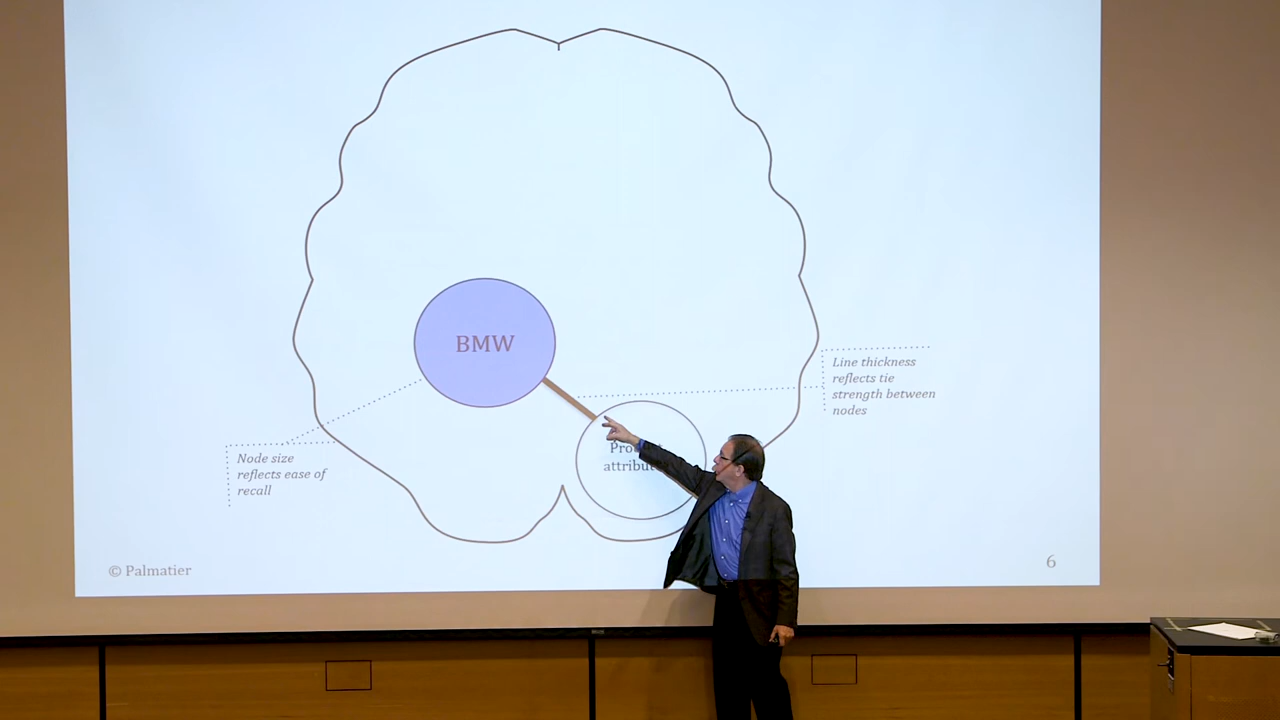 BMW
Line thickness
reflects tie
strength between
nodes
Node size
reflects ease of
recall
© Palmatier
6